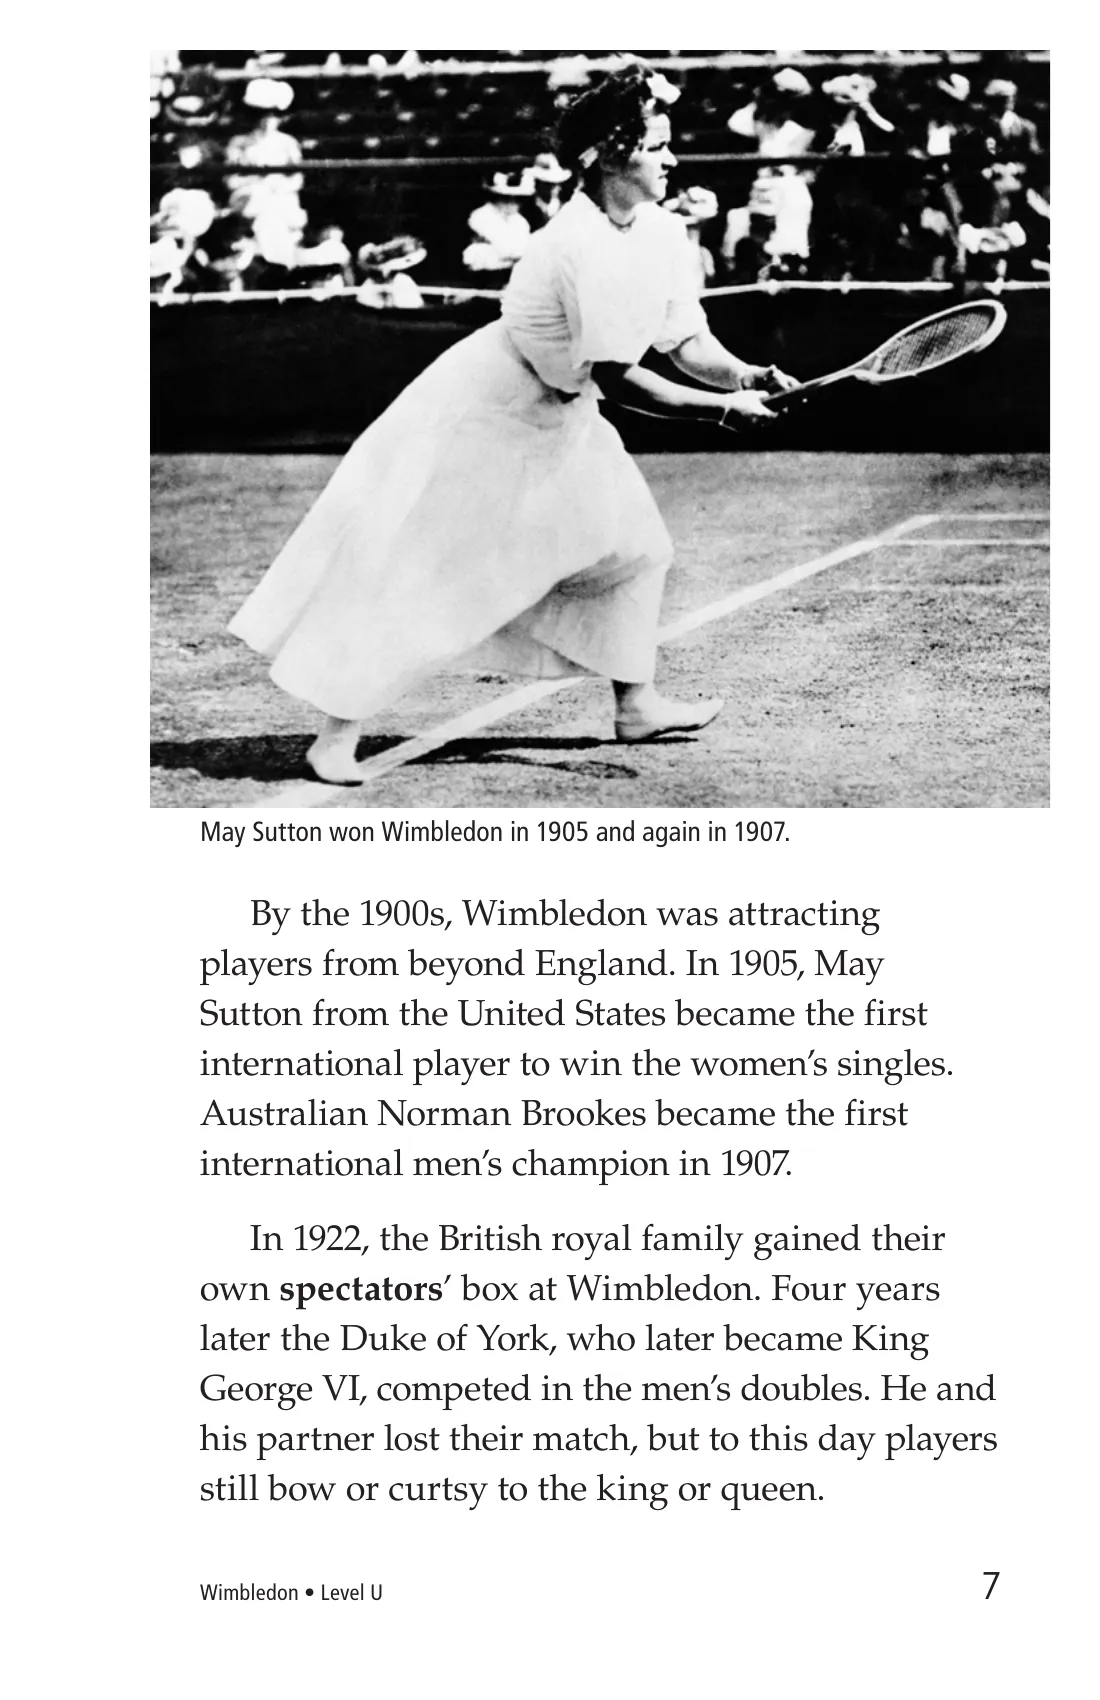 May Sutton won Wimbledon in 1905 and again in 1907.
By the 1900s, Wimbledon was attracting
players from beyond England. In 1905, May
Sutton from the United States became the first
international player to win the women’s singles.
Australian Norman Brookes became the first
international men’s champion in 1907.
In 1922, the British royal family gained their
own spectators’ box at Wimbledon. Four years
later the Duke of York, who later became King
George VI, competed in the men’s doubles. He and
his partner lost their match, but to this day players
still bow or curtsy to the king or queen.
Wimbledon • Level U
7